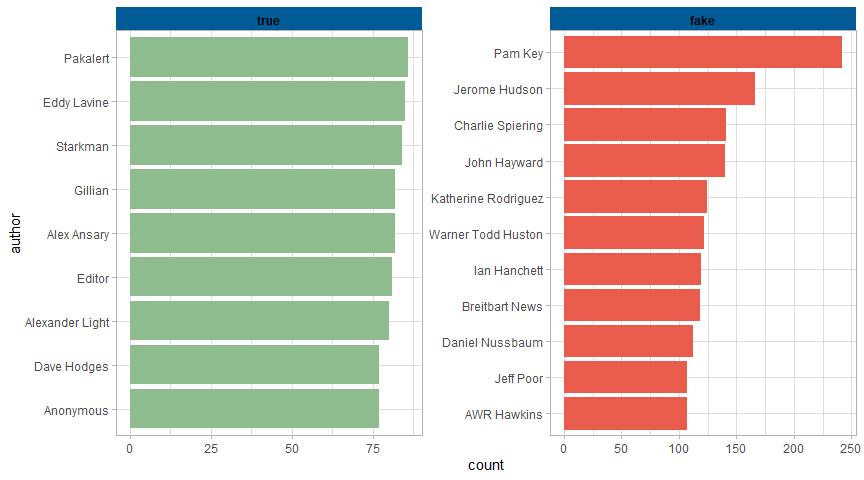 true
fake
author
Pakalert
Eddy Lavine
Starkman
Gillian
Alex Ansary
Editor
Alexander Light
Dave Hodges
Anonymous
0 25 50 75
Pam Key
Jerome Hudson
Charlie Spiering
John Hayward
Katherine Rodriguez
Warner Todd Huston
Ian Hanchett
Breitbart News
Daniel Nussbaum
Jeff Poor
AWR Hawkins
0 50 100 150 200 250
count